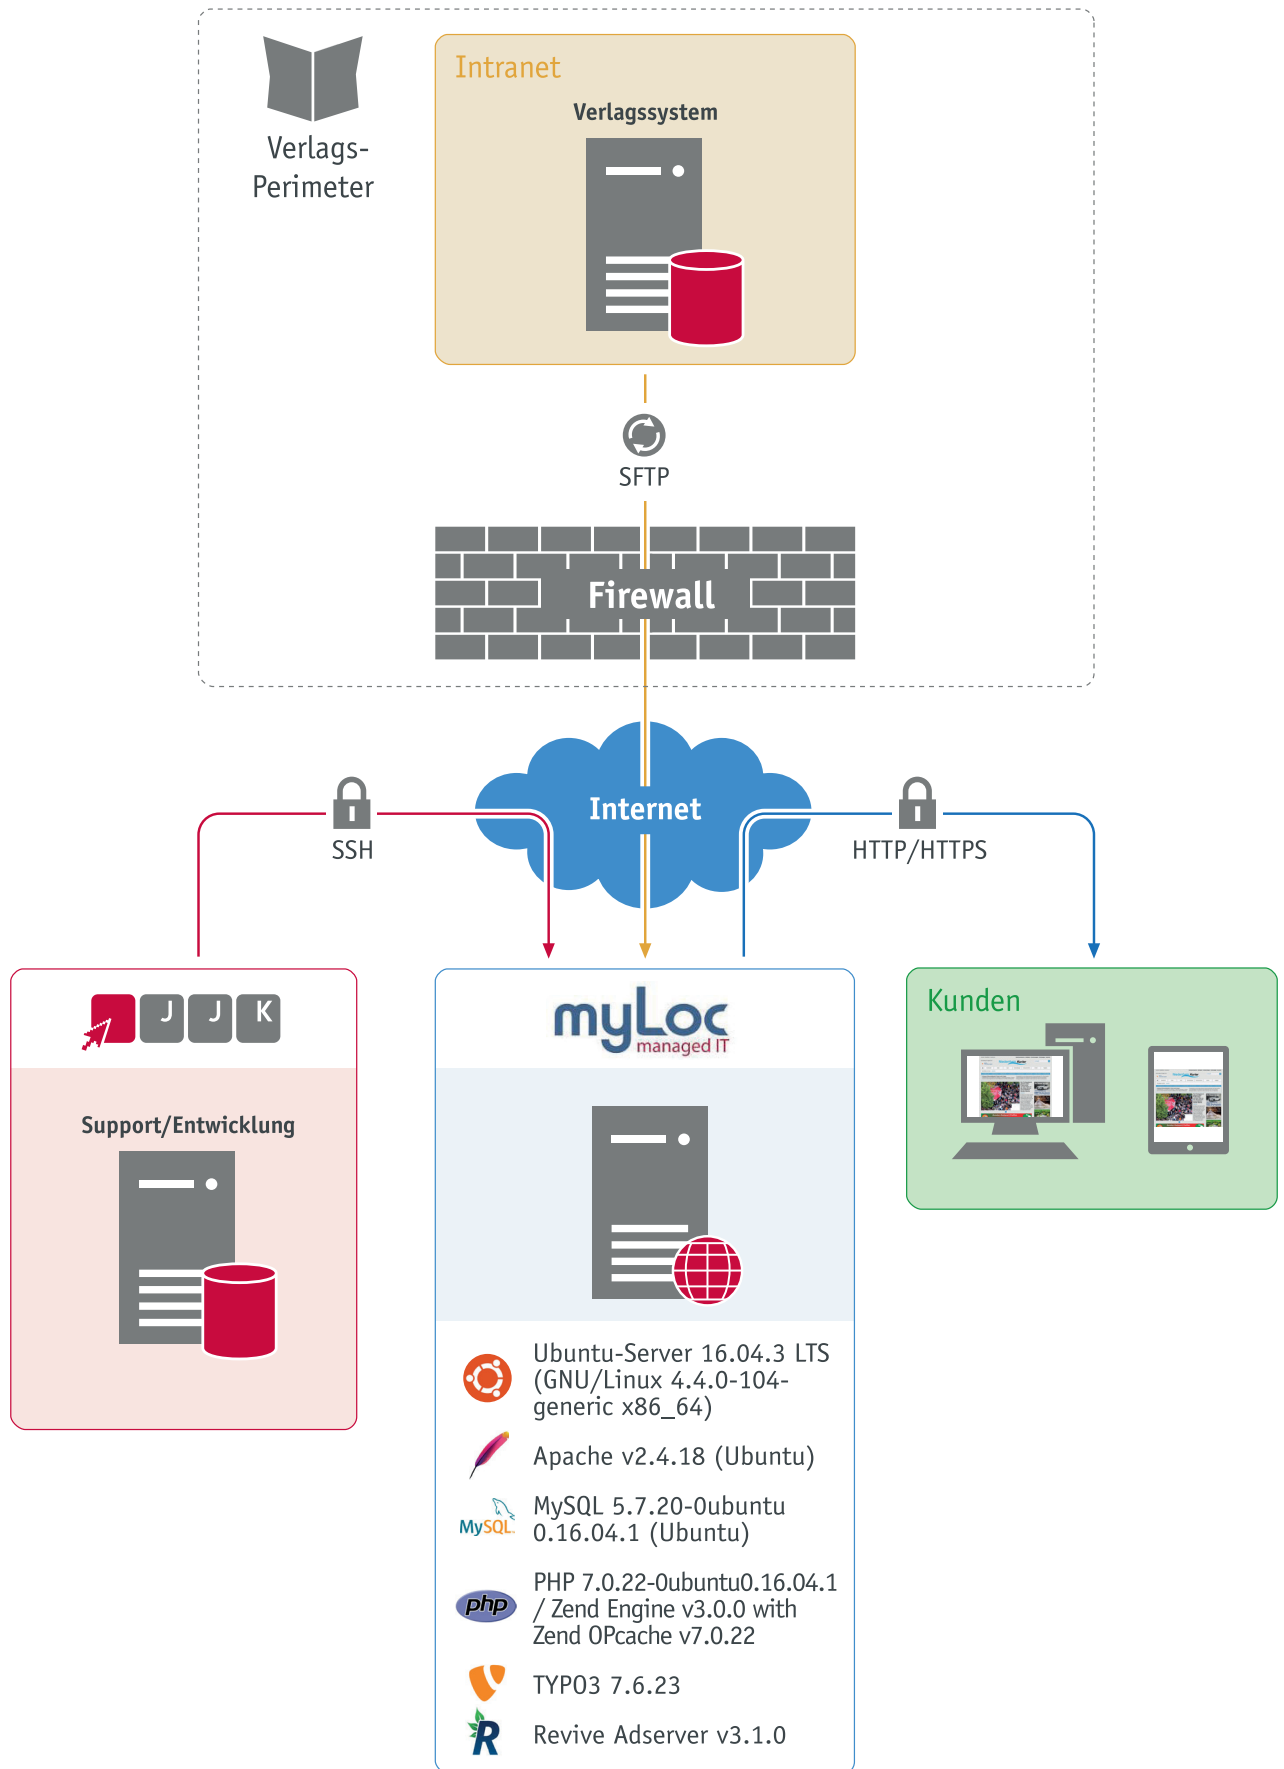 Intranet
Verlagssystem
Verlags-
Perimeter
SFTP
Firewall
Internet
SSH
HTTP/HTTPS
J J K
Support/Entwicklung
myLoc
managed IT
Kunden
Ubuntu-Server 16.04.3 LTS
(GNU/Linux 4.4.0-104-
generic x86_64)
Apache v2.4.18 (Ubuntu)
MySQL
MySQL 5.7.20-0ubuntu
0.16.04.1 (Ubuntu)
php
PHP 7.0.22-0ubuntu0.16.04.1
/ Zend Engine v3.0.0 with
Zend OPcache v7.0.22
TYPO3 7.6.23
R
Revive Adserver v3.1.0